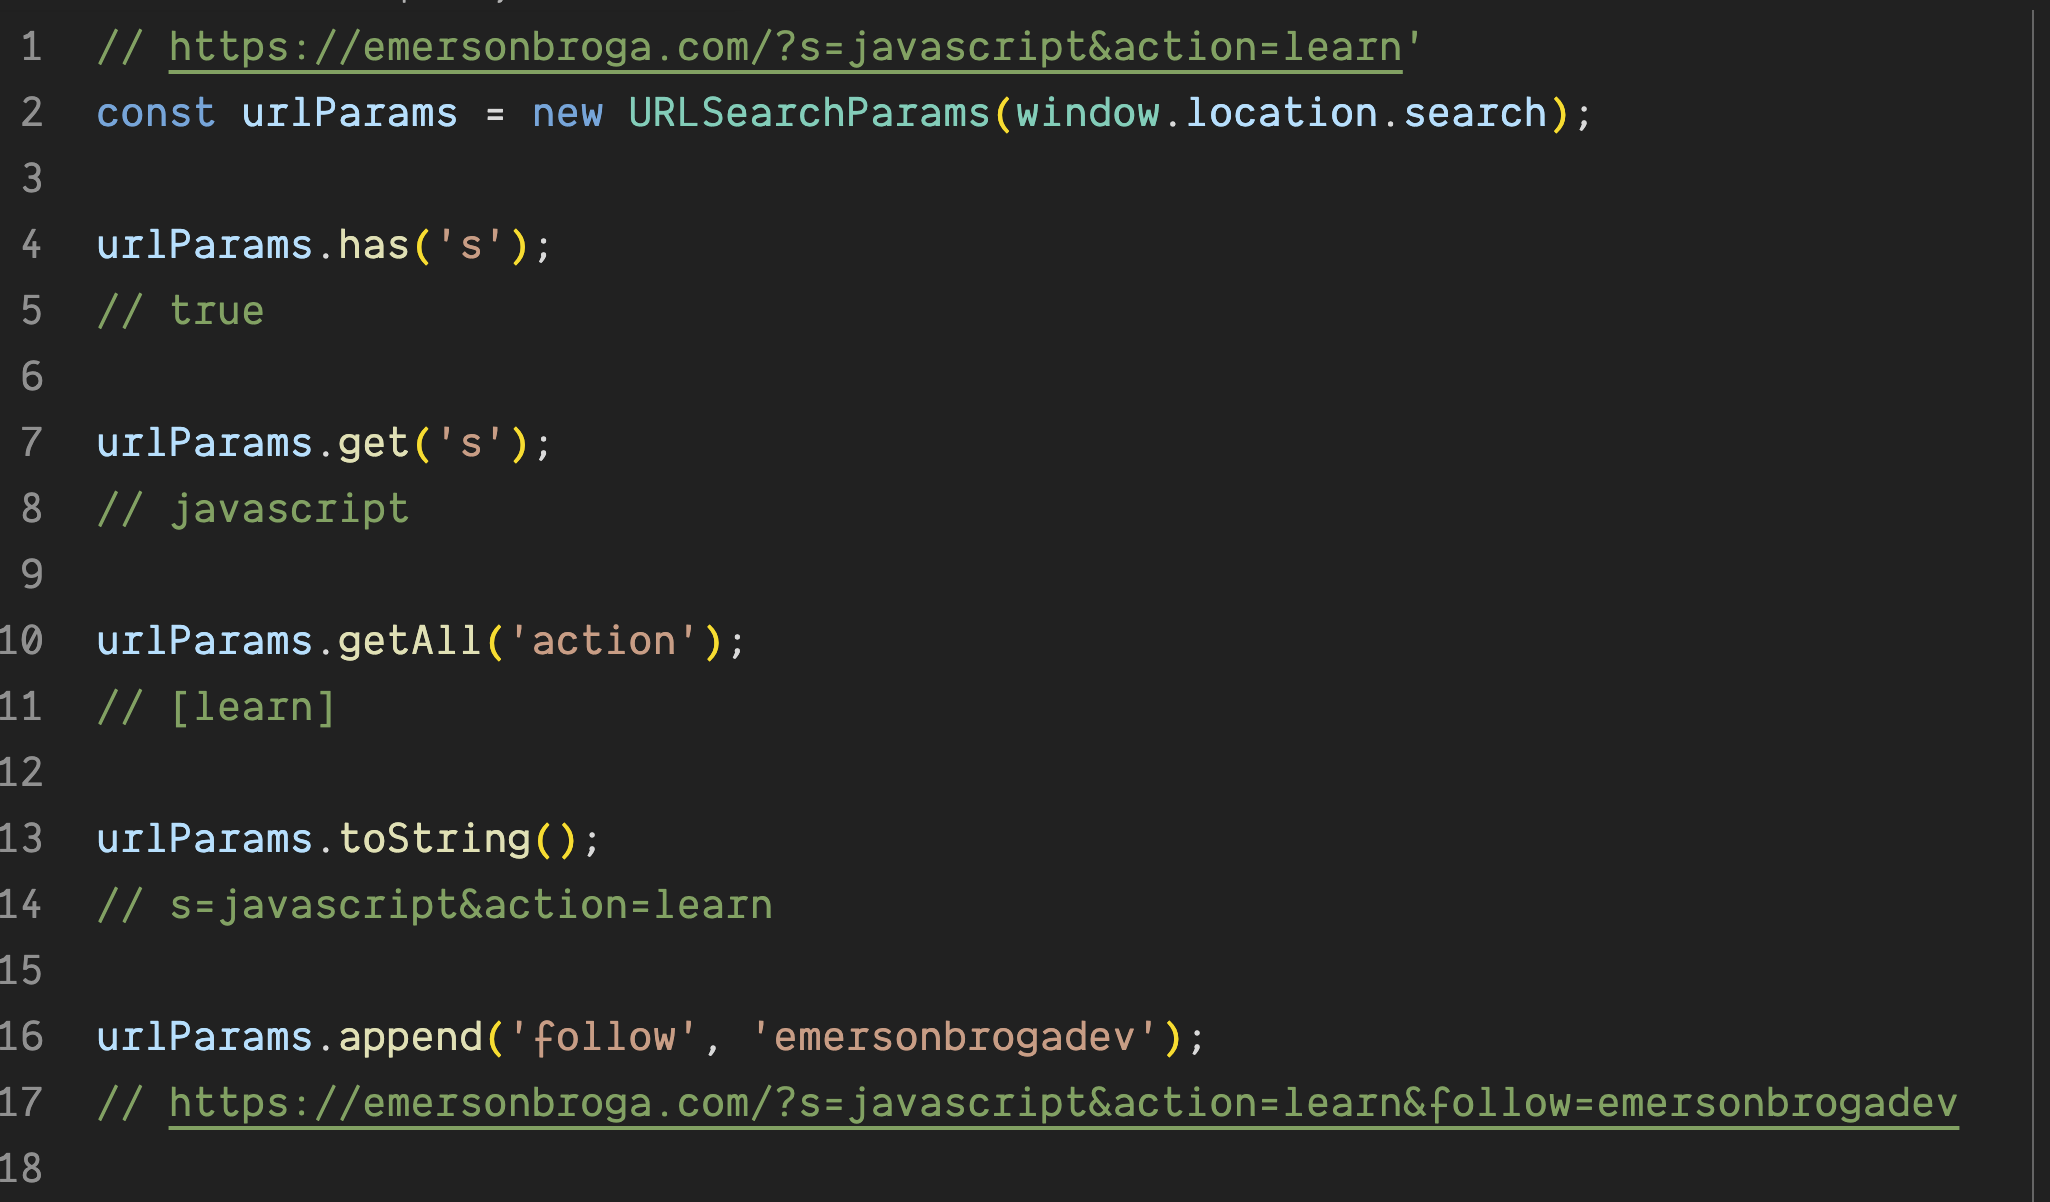 1 // https://emersonbroga.com/?s=javascript&action=learn'
2 const urlParams = new URLSearchParams(window.location.search);
3
4 urlParams.has('s');
5 // true
6
7 urlParams.get('s');
8 // javascript
9
10 urlParams.getAll('action');
11 // [learn]
12
13 urlParams.toString();
14 // s=javascript&action=learn
15
16 urlParams.append('follow', 'emersonbrogadev');
17 // https://emersonbroga.com/?s=javascript&action=learn&follow=emersonbrogadev
18